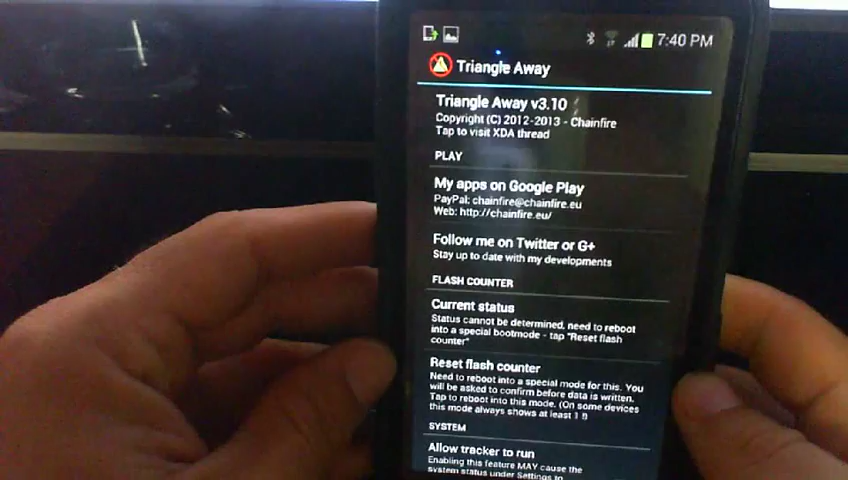 7:40 PM
Triangle Away
Triangle Away v3.10
Copyright (C) 2012-2013 - Chainfire
Tap to visit XDA thread
PLAY
My apps on Google Play
PayPal: chainfire@chainfire.eu
Web: http://chainfire.eu/
Follow me on Twitter or G+
Stay up to date with my developments
FLASH COUNTER
Current status
Status cannot be determined, need to reboot
into a special bootmode - tap "Reset flash
counter"
Reset flash counter
Need to reboot into a special mode for this. You
will be asked to confirm before data is written.
Tap to reboot into this mode. (On some devices
this mode always shows at least 1 !)
SYSTEM
Allow tracker to run
Enabling this feature MAY cause the
system status under Settings to